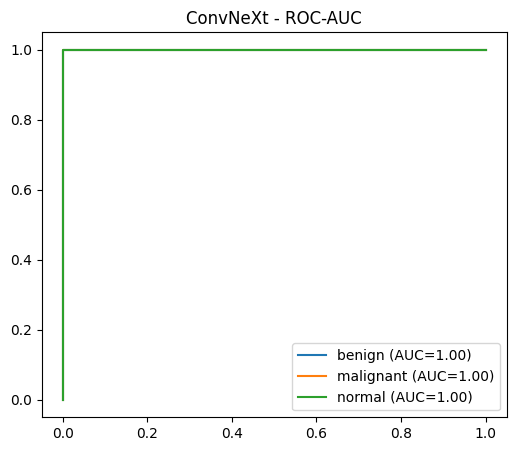 ConvNeXt - ROC-AUC
1.0
0.8
0.6
0.4
0.2
0.0
benign (AUC=1.00)
malignant (AUC=1.00)
normal (AUC=1.00)
0.0 0.2 0.4 0.6 0.8 1.0